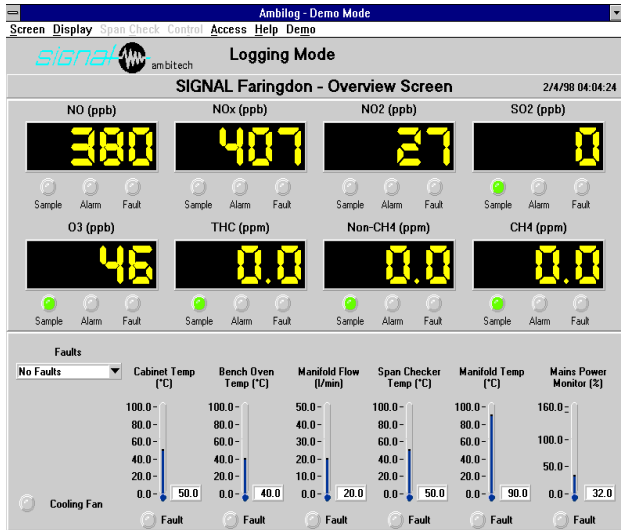 Ambilog - Demo Mode
Screen Display Span Check Control Access Help Demo
signal ambitech Logging Mode
SIGNAL Faringdon - Overview Screen 2/4/98 04:04:24
NO (ppb) NOx (ppb) NO2 (ppb) SO2 (ppb)
380 407 27 0
Sample Alarm Fault Sample Alarm Fault Sample Alarm Fault Sample Alarm Fault
O3 (ppb) THC (ppm) Non-CH4 (ppm) CH4 (ppm)
46 0.0 0.0 0.0
Sample Alarm Fault Sample Alarm Fault Sample Alarm Fault Sample Alarm Fault
Faults
No Faults
Cabinet Temp Bench Oven Manifold Flow Span Checker Manifold Temp Mains Power
(°C) Temp (°C) (l/min) Temp (°C) (°C) Monitor (%)
100.0 100.0 50.0 100.0 100.0 160.0
80.0 80.0 40.0 80.0 80.0
60.0 60.0 30.0 60.0 60.0 100.0
40.0 40.0 20.0 40.0 40.0 50.0
20.0 20.0 10.0 20.0 20.0
0.0 50.0 0.0 40.0 0.0 20.0 0.0 50.0 0.0 90.0 0.0 32.0
Cooling Fan
Fault Fault Fault Fault Fault Fault